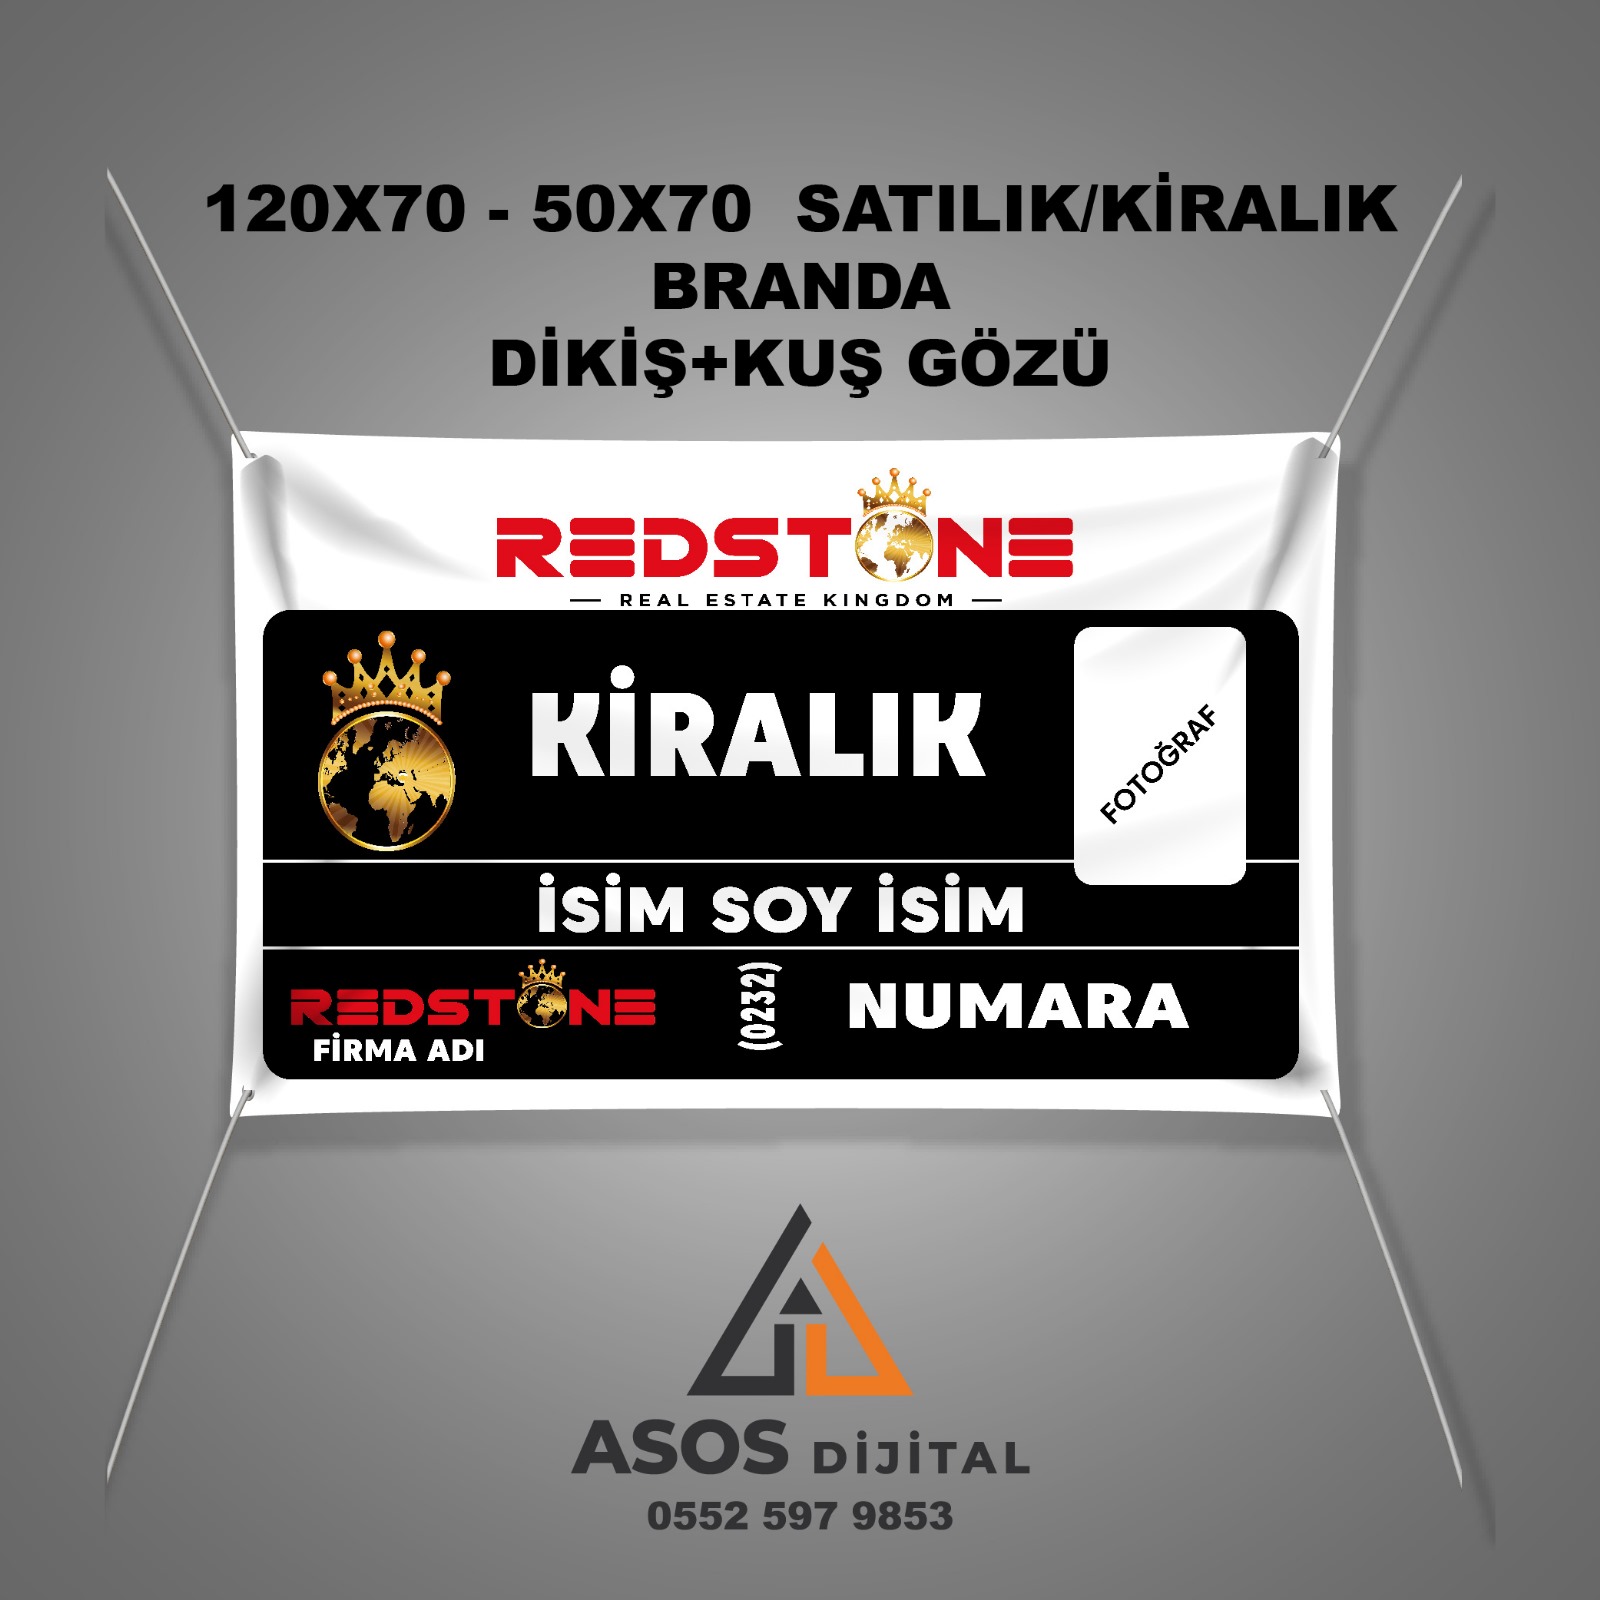 120X70 - 50X70 SATILIK/KİRALIK
BRANDA
DİKİŞ+KUŞ GÖZÜ
REDSTONE
REAL ESTATE KINGDOM
KİRALIK
FOTOĞRAF
İSİM SOY İSİM
REDSTONE
FİRMA ADI
(0232)
NUMARA
ASOS DİJİTAL
0552 597 9853